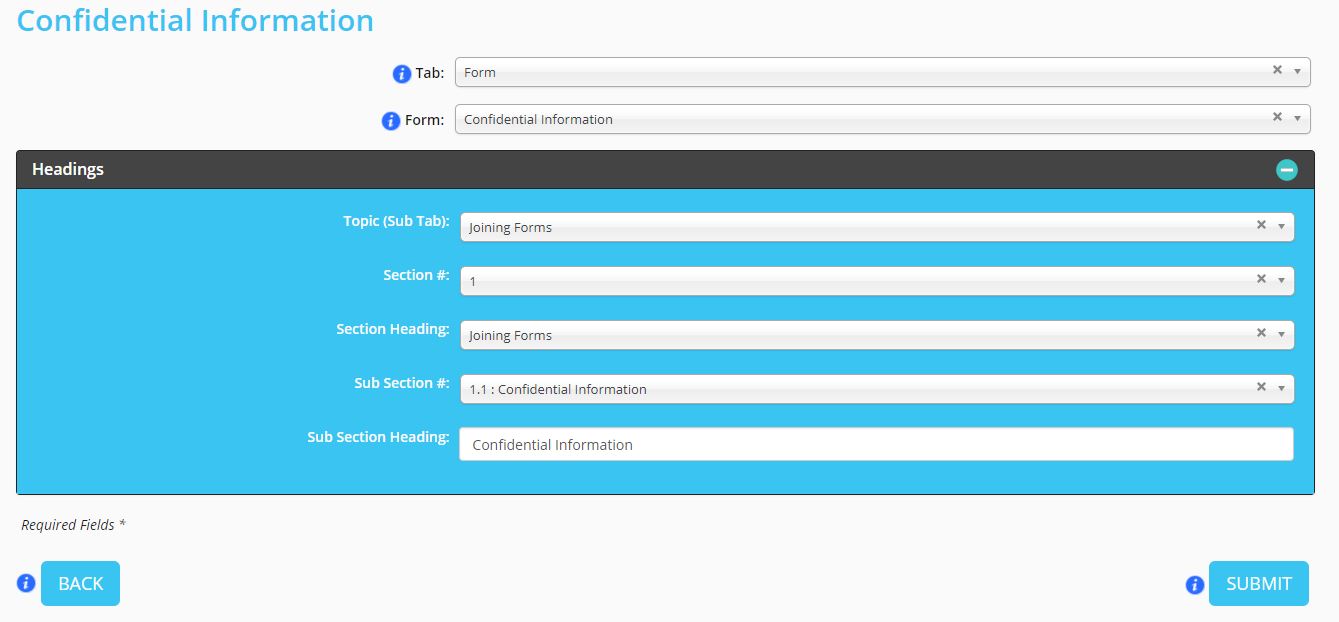 Confidential Information
Tab: Form
Form: Confidential Information
Headings
Topic (Sub Tab): Joining Forms
Section #: 1
Section Heading: Joining Forms
Sub Section #: 1.1 : Confidential Information
Sub Section Heading: Confidential Information
Required Fields *
BACK
SUBMIT